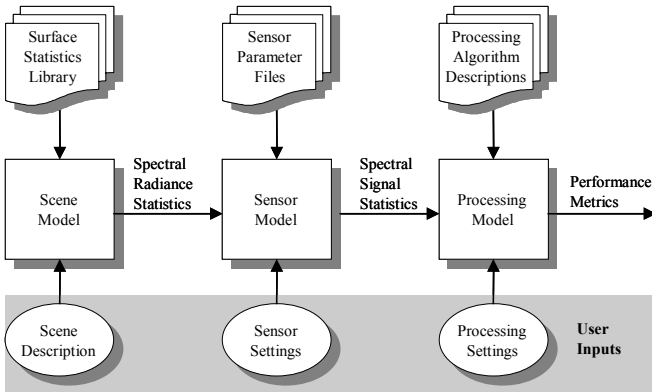 Surface
Statistics
Library
Sensor
Parameter
Files
Processing
Algorithm
Descriptions
Scene
Model
Spectral
Radiance
Statistics
Sensor
Model
Spectral
Signal
Statistics
Processing
Model
Performance
Metrics
Scene
Description
Sensor
Settings
Processing
Settings
User
Inputs